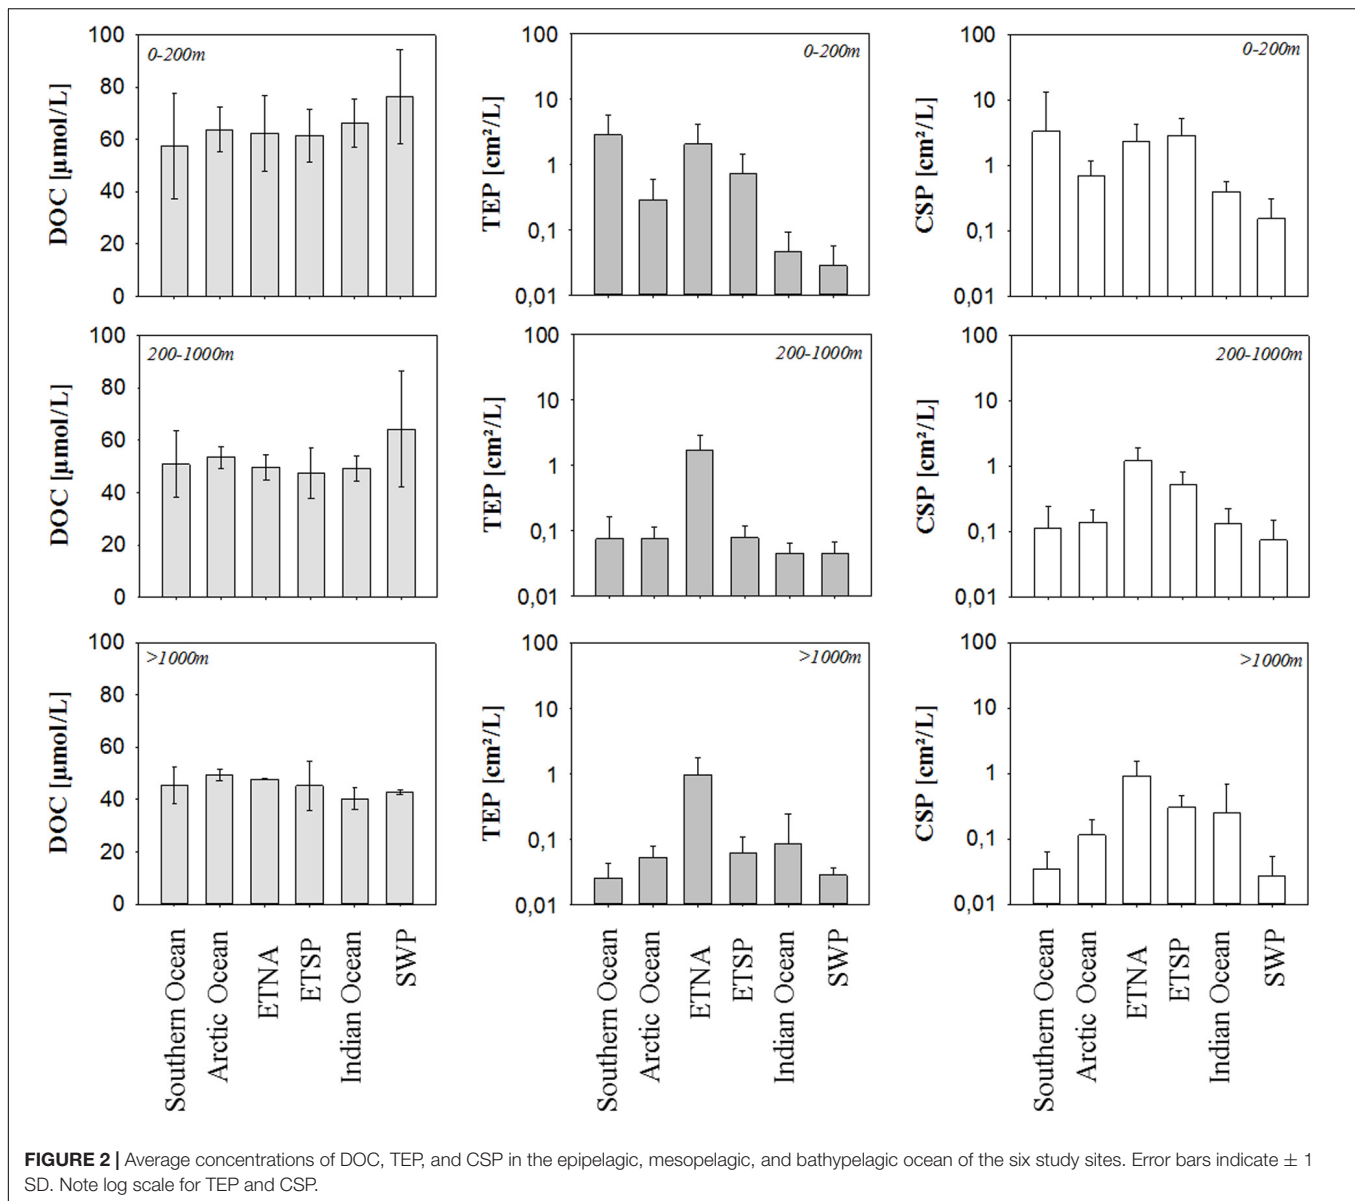 100
80
60
40
20
0
DOC [µmol/L]
0-200m
100
10
1
0,1
0,01
TEP [cm²/L]
0-200m
100
10
1
0,1
0,01
CSP [cm²/L]
0-200m
100
80
60
40
20
0
DOC [µmol/L]
200-1000m
100
10
1
0,1
0,01
TEP [cm²/L]
200-1000m
100
10
1
0,1
0,01
CSP [cm²/L]
200-1000m
100
80
60
40
20
0
DOC [µmol/L]
>1000m
Southern Ocean
Arctic Ocean
ETNA
ETSP
Indian Ocean
SWP
100
10
1
0,1
0,01
TEP [cm²/L]
>1000m
Southern Ocean
Arctic Ocean
ETNA
ETSP
Indian Ocean
SWP
100
10
1
0,1
0,01
CSP [cm²/L]
>1000m
Southern Ocean
Arctic Ocean
ETNA
ETSP
Indian Ocean
SWP
FIGURE 2 | Average concentrations of DOC, TEP, and CSP in the epipelagic, mesopelagic, and bathypelagic ocean of the six study sites. Error bars indicate ± 1
SD. Note log scale for TEP and CSP.